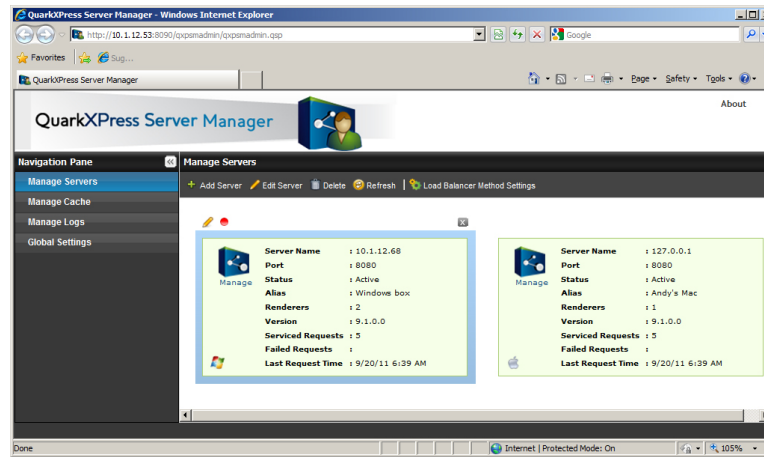 QuarkXPress Server Manager - Windows Internet Explorer
http://10.1.12.53:8090/qxpsmadmin/qxpsmadmin.qsp
Google
Favorites Sug...
QuarkXPress Server Manager
Page Safety Tools
About
QuarkXPress Server Manager
Navigation Pane
Manage Servers
Manage Cache
Manage Logs
Global Settings
Manage Servers
Add Server Edit Server Delete Refresh | Load Balancer Method Settings
Manage
Server Name : 10.1.12.68
Port : 8080
Status : Active
Alias : Windows box
Renderers : 2
Version : 9.1.0.0
Serviced Requests : 5
Failed Requests :
Last Request Time : 9/20/11 6:39 AM
Manage
Server Name : 127.0.0.1
Port : 8080
Status : Active
Alias : Andy's Mac
Renderers : 1
Version : 9.1.0.0
Serviced Requests : 5
Failed Requests :
Last Request Time : 9/20/11 6:39 AM
Done
Internet | Protected Mode: On
105%